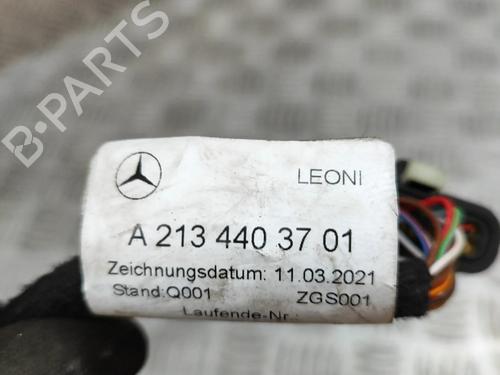 B-PARTS
LEONI
A 213 440 37 01
Zeichnungsdatum: 11.03.2021
Stand:Q001 ZGS001
Laufende-Nr.